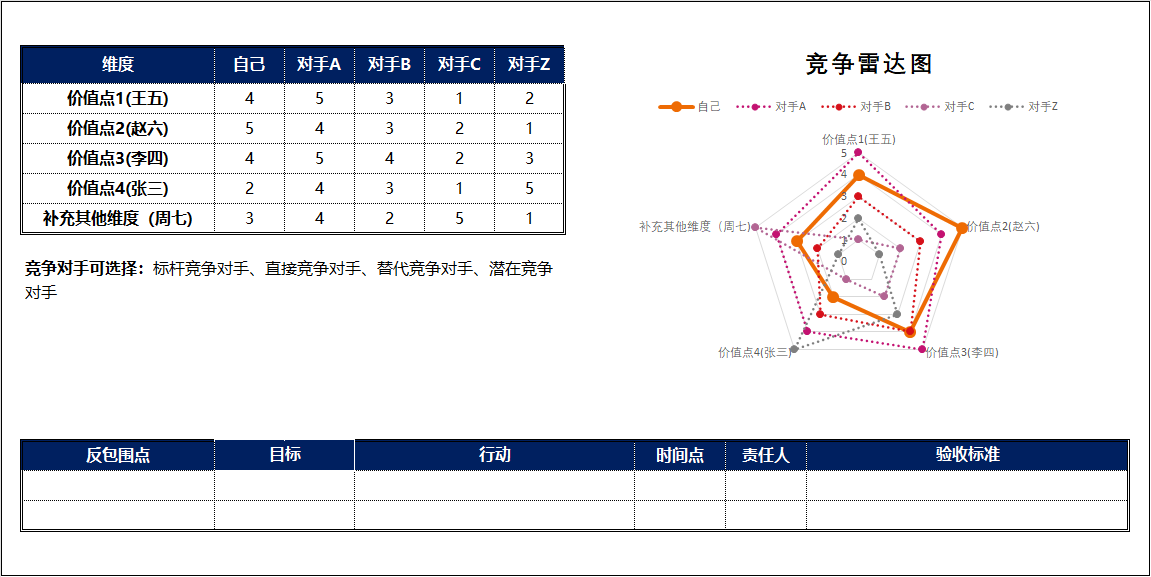 维度 自己 对手A 对手B 对手C 对手Z
价值点1(王五) 4 5 3 1 2
价值点2(赵六) 5 4 3 2 1
价值点3(李四) 4 5 4 2 3
价值点4(张三) 2 4 3 1 5
补充其他维度（周七) 3 4 2 5 1
竞争对手可选择：标杆竞争对手、直接竞争对手、替代竞争对手、潜在竞争
对手
竞争雷达图
自己 对手A 对手B 对手C 对手Z
价值点1(王五)
5
4
3
2
1
0
补充其他维度（周七)
价值点2(赵六)
价值点4(张三)
价值点3(李四)
反包围点 目标 行动 时间点 责任人 验收标准